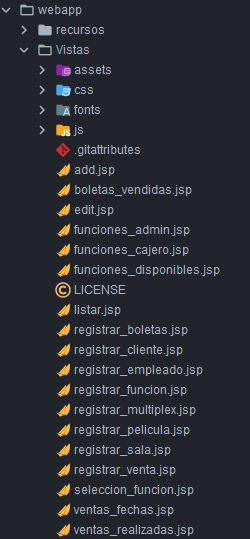 webapp
recursos
Vistas
assets
css
fonts
js
.gitattributes
add.jsp
boletas_vendidas.jsp
edit.jsp
funciones_admin.jsp
funciones_cajero.jsp
funciones_disponibles.jsp
LICENSE
listar.jsp
registrar_boletas.jsp
registrar_cliente.jsp
registrar_empleado.jsp
registrar_funcion.jsp
registrar_multiplex.jsp
registrar_pelicula.jsp
registrar_sala.jsp
registrar_venta.jsp
seleccion_funcion.jsp
ventas_fechas.jsp
ventas_realizadas.jsp